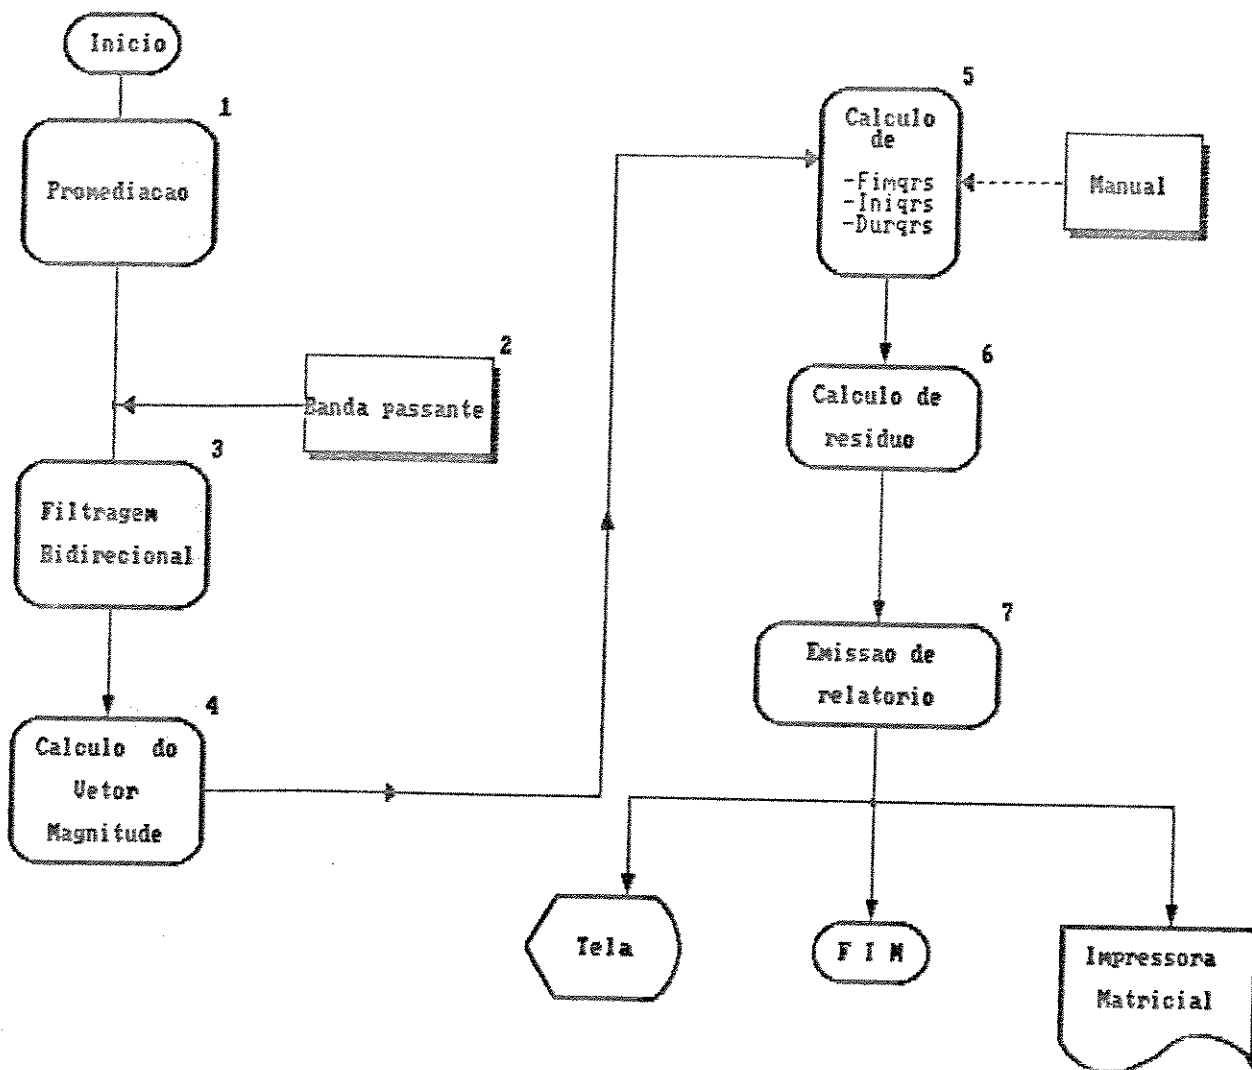 Inicio
1
Promediacao
2
Banda passante
3
Filtragem
Bidirecional
4
Calculo do
Vetor
Magnitude
5
Calculo
de
-Fimqrs
-Iniqrs
-Durqrs
Manual
6
Calculo de
residuo
7
Emissao de
relatorio
Tela
F I M
Impressora
Matricial